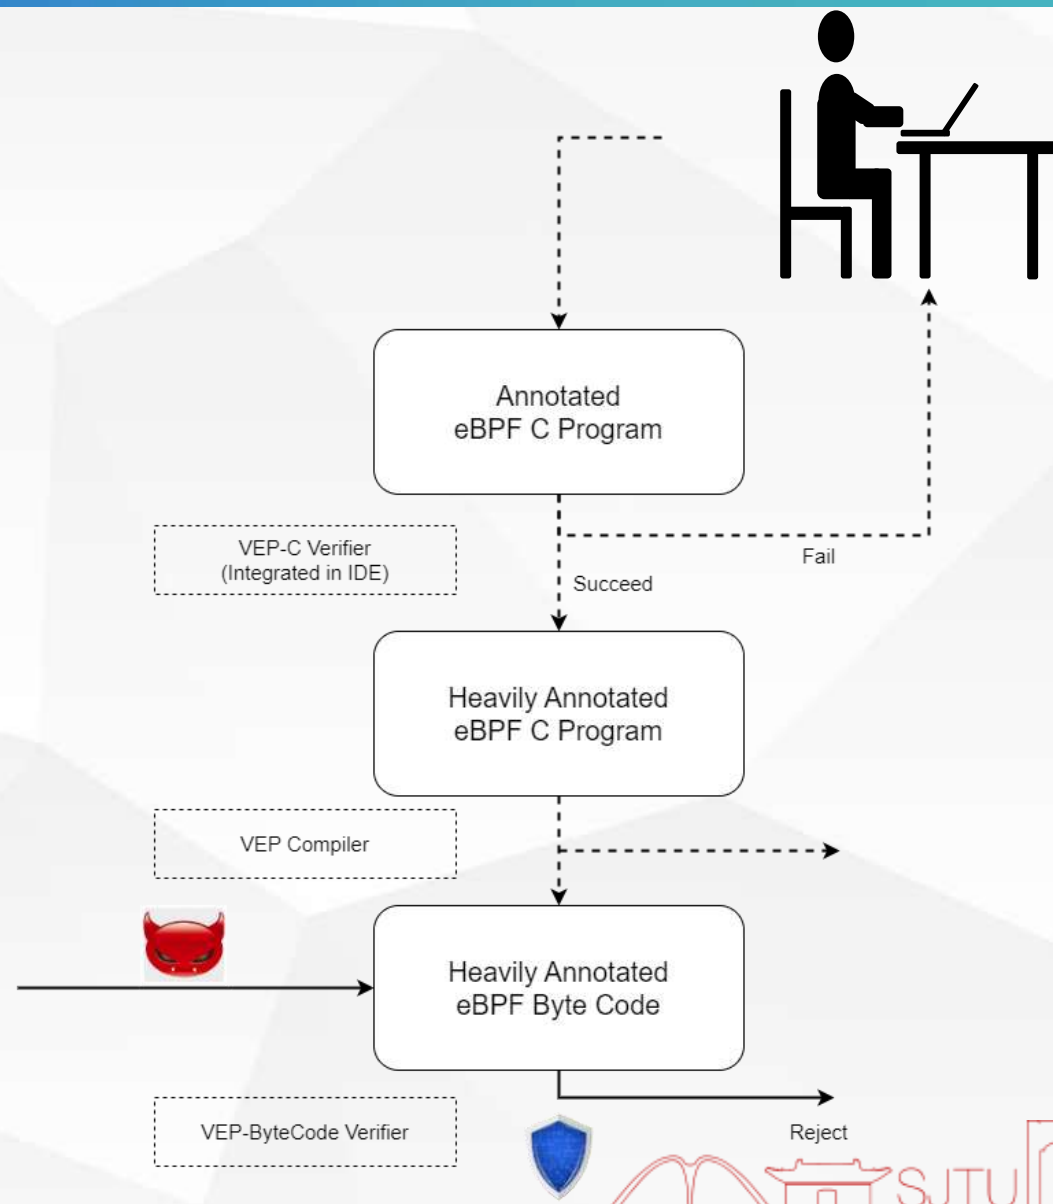 Annotated
eBPF C Program
VEP-C Verifier
(Integrated in IDE)
Fail
Succeed
Heavily Annotated
eBPF C Program
VEP Compiler
Heavily Annotated
eBPF Byte Code
VEP-ByteCode Verifier
Reject
SJTU